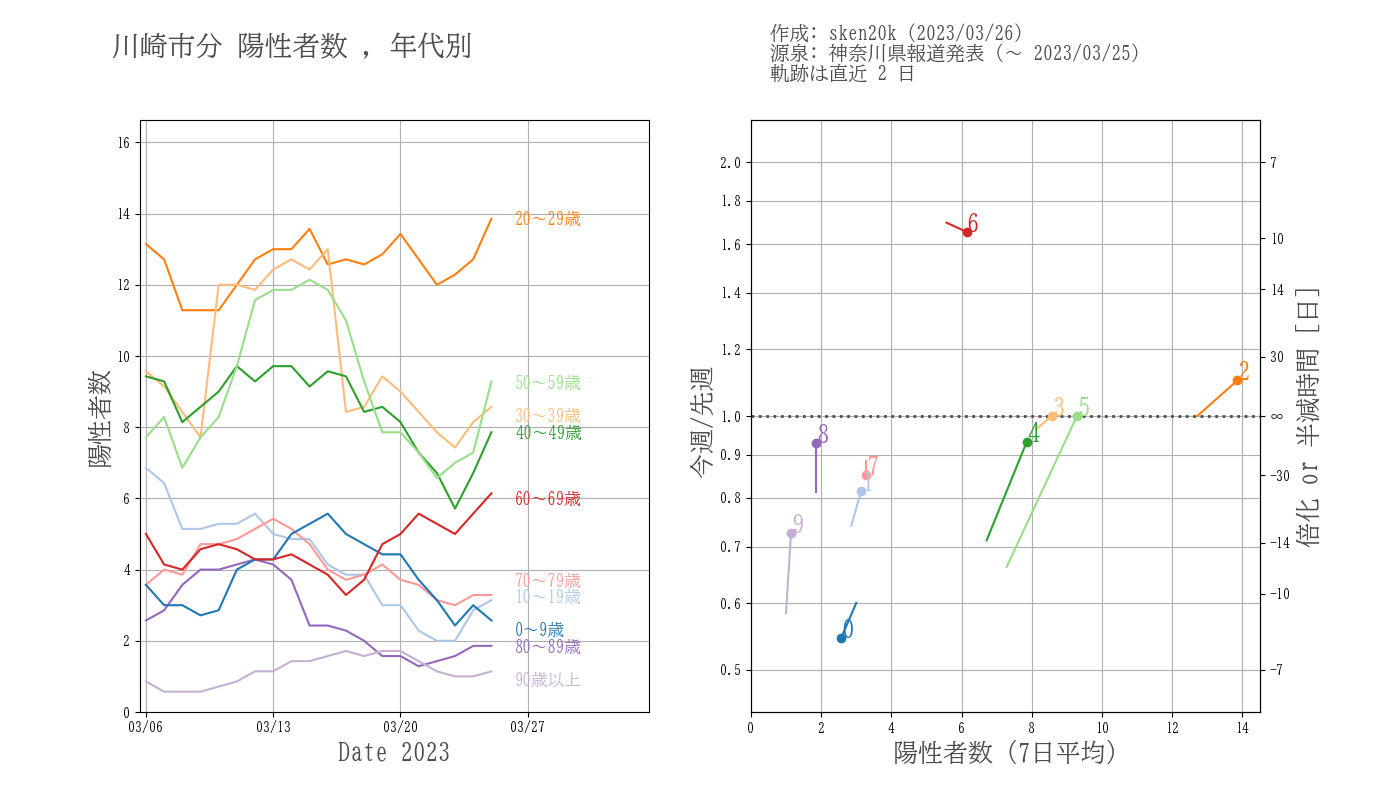 川崎市分 陽性者数 , 年代別
作成: sken20k (2023/03/26)
源泉: 神奈川県報道発表 (～ 2023/03/25)
軌跡は直近 2 日
陽性者数
16
14
12
10
8
6
4
2
0
03/06
03/13
03/20
03/27
Date 2023
20～29歳
50～59歳
30～39歳
40～49歳
60～69歳
70～79歳
10～19歳
0～9歳
80～89歳
90歳以上
今週/先週
2.0
1.8
1.6
1.4
1.2
1.0
0.9
0.8
0.7
0.6
0.5
6
2
3
5
4
8
7
1
9
0
0
2
4
6
8
10
12
14
陽性者数 (7日平均)
7
10
14
30
∞
-30
-14
-10
-7
倍化 or 半減時間 [日]